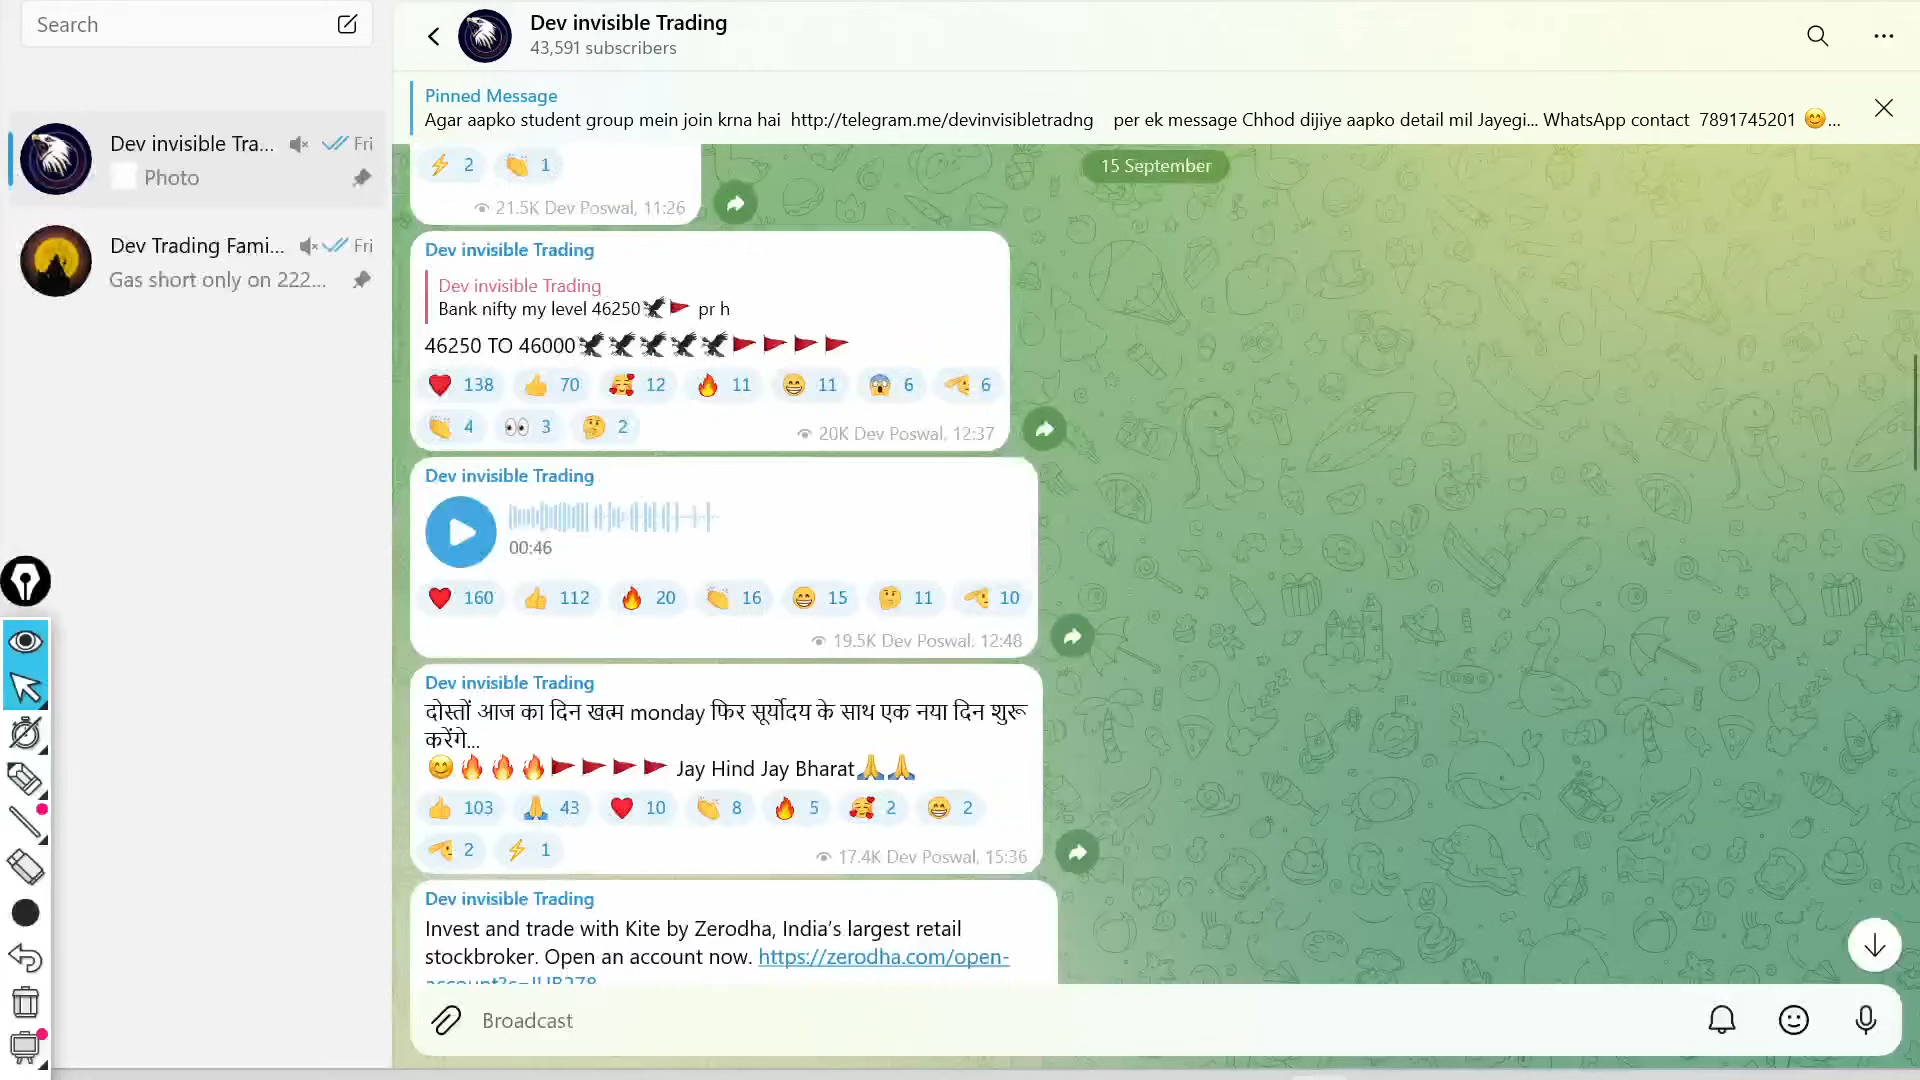 Search
Dev invisible Tra... Fri
Photo
Dev Trading Fami... Fri
Gas short only on 222...
Dev invisible Trading
43,591 subscribers
Pinned Message
Agar aapko student group mein join krna hai http://telegram.me/devinvisibletradng per ek message Chhod dijiye aapko detail mil Jayegi... WhatsApp contact 7891745201 😊...
15 September
⚡ 2 👏 1
21.5K Dev Poswal, 11:26
Dev invisible Trading
Dev invisible Trading
Bank nifty my level 46250🦅🚩 pr h
46250 TO 46000🦅🦅🦅🦅🦅🚩🚩🚩🚩
❤ 138 👍 70 🥰 12 🔥 11 😁 11 😱 6 🫡 6
👏 4 👀 3 🤔 2
20K Dev Poswal, 12:37
Dev invisible Trading
00:46
❤ 160 👍 112 🔥 20 👏 16 😁 15 🤔 11 🫡 10
19.5K Dev Poswal, 12:48
Dev invisible Trading
दोस्तों आज का दिन खत्म monday फिर सूर्योदय के साथ एक नया दिन शुरू
करेंगे...
😊🔥🔥🔥🚩🚩🚩🚩 Jay Hind Jay Bharat🙏🙏
👍 103 🙏 43 ❤ 10 👏 8 🔥 5 🥰 2 😁 2
🫡 2 ⚡ 1
17.4K Dev Poswal, 15:36
Dev invisible Trading
Invest and trade with Kite by Zerodha, India's largest retail
stockbroker. Open an account now. https://zerodha.com/open-
Broadcast